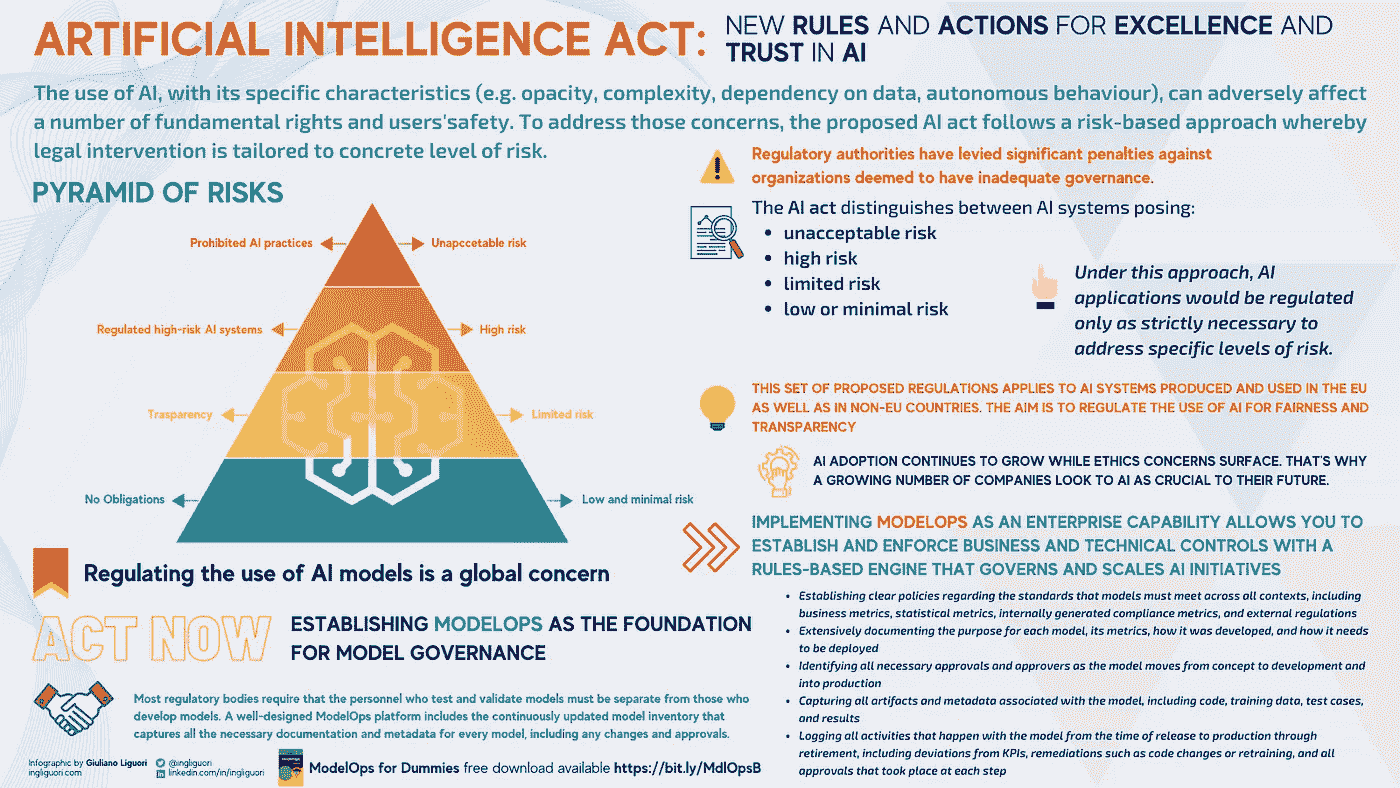 ARTIFICIAL INTELLIGENCE ACT: NEW RULES AND ACTIONS FOR EXCELLENCE AND
TRUST IN AI
The use of AI, with its specific characteristics (e.g. opacity, complexity, dependency on data, autonomous behaviour), can adversely affect
a number of fundamental rights and users'safety. To address those concerns, the proposed AI act follows a risk-based approach whereby
legal intervention is tailored to concrete level of risk.
PYRAMID OF RISKS
Prohibited AI practices
Unapccetable risk
Regulated high-risk AI systems
High risk
Trasparency
Limited risk
No Obligations
Low and minimal risk
Regulating the use of AI models is a global concern
ACT NOW
ESTABLISHING MODELOPS AS THE FOUNDATION
FOR MODEL GOVERNANCE
Most regulatory bodies require that the personnel who test and validate models must be separate from those who
develop models. A well-designed ModelOps platform includes the continuously updated model inventory that
captures all the necessary documentation and metadata for every model, including any changes and approvals.
Infographic by Giuliano Liguori
ingliguori.com
@ingliguori
linkedin.com/in/ingliguori
ModelOps for Dummies free download available https://bit.ly/MdlOpsB
Regulatory authorities have levied significant penalties against
organizations deemed to have inadequate governance.
The AI act distinguishes between AI systems posing:
• unacceptable risk
• high risk
• limited risk
• low or minimal risk
Under this approach, AI
applications would be regulated
only as strictly necessary to
address specific levels of risk.
THIS SET OF PROPOSED REGULATIONS APPLIES TO AI SYSTEMS PRODUCED AND USED IN THE EU
AS WELL AS IN NON-EU COUNTRIES. THE AIM IS TO REGULATE THE USE OF AI FOR FAIRNESS AND
TRANSPARENCY
AI ADOPTION CONTINUES TO GROW WHILE ETHICS CONCERNS SURFACE. THAT'S WHY
A GROWING NUMBER OF COMPANIES LOOK TO AI AS CRUCIAL TO THEIR FUTURE.
IMPLEMENTING MODELOPS AS AN ENTERPRISE CAPABILITY ALLOWS YOU TO
ESTABLISH AND ENFORCE BUSINESS AND TECHNICAL CONTROLS WITH A
RULES-BASED ENGINE THAT GOVERNS AND SCALES AI INITIATIVES
• Establishing clear policies regarding the standards that models must meet across all contexts, including
business metrics, statistical metrics, internally generated compliance metrics, and external regulations
• Extensively documenting the purpose for each model, its metrics, how it was developed, and how it needs
to be deployed
• Identifying all necessary approvals and approvers as the model moves from concept to development and
into production
• Capturing all artifacts and metadata associated with the model, including code, training data, test cases,
and results
• Logging all activities that happen with the model from the time of release to production through
retirement, including deviations from KPIs, remediations such as code changes or retraining, and all
approvals that took place at each step